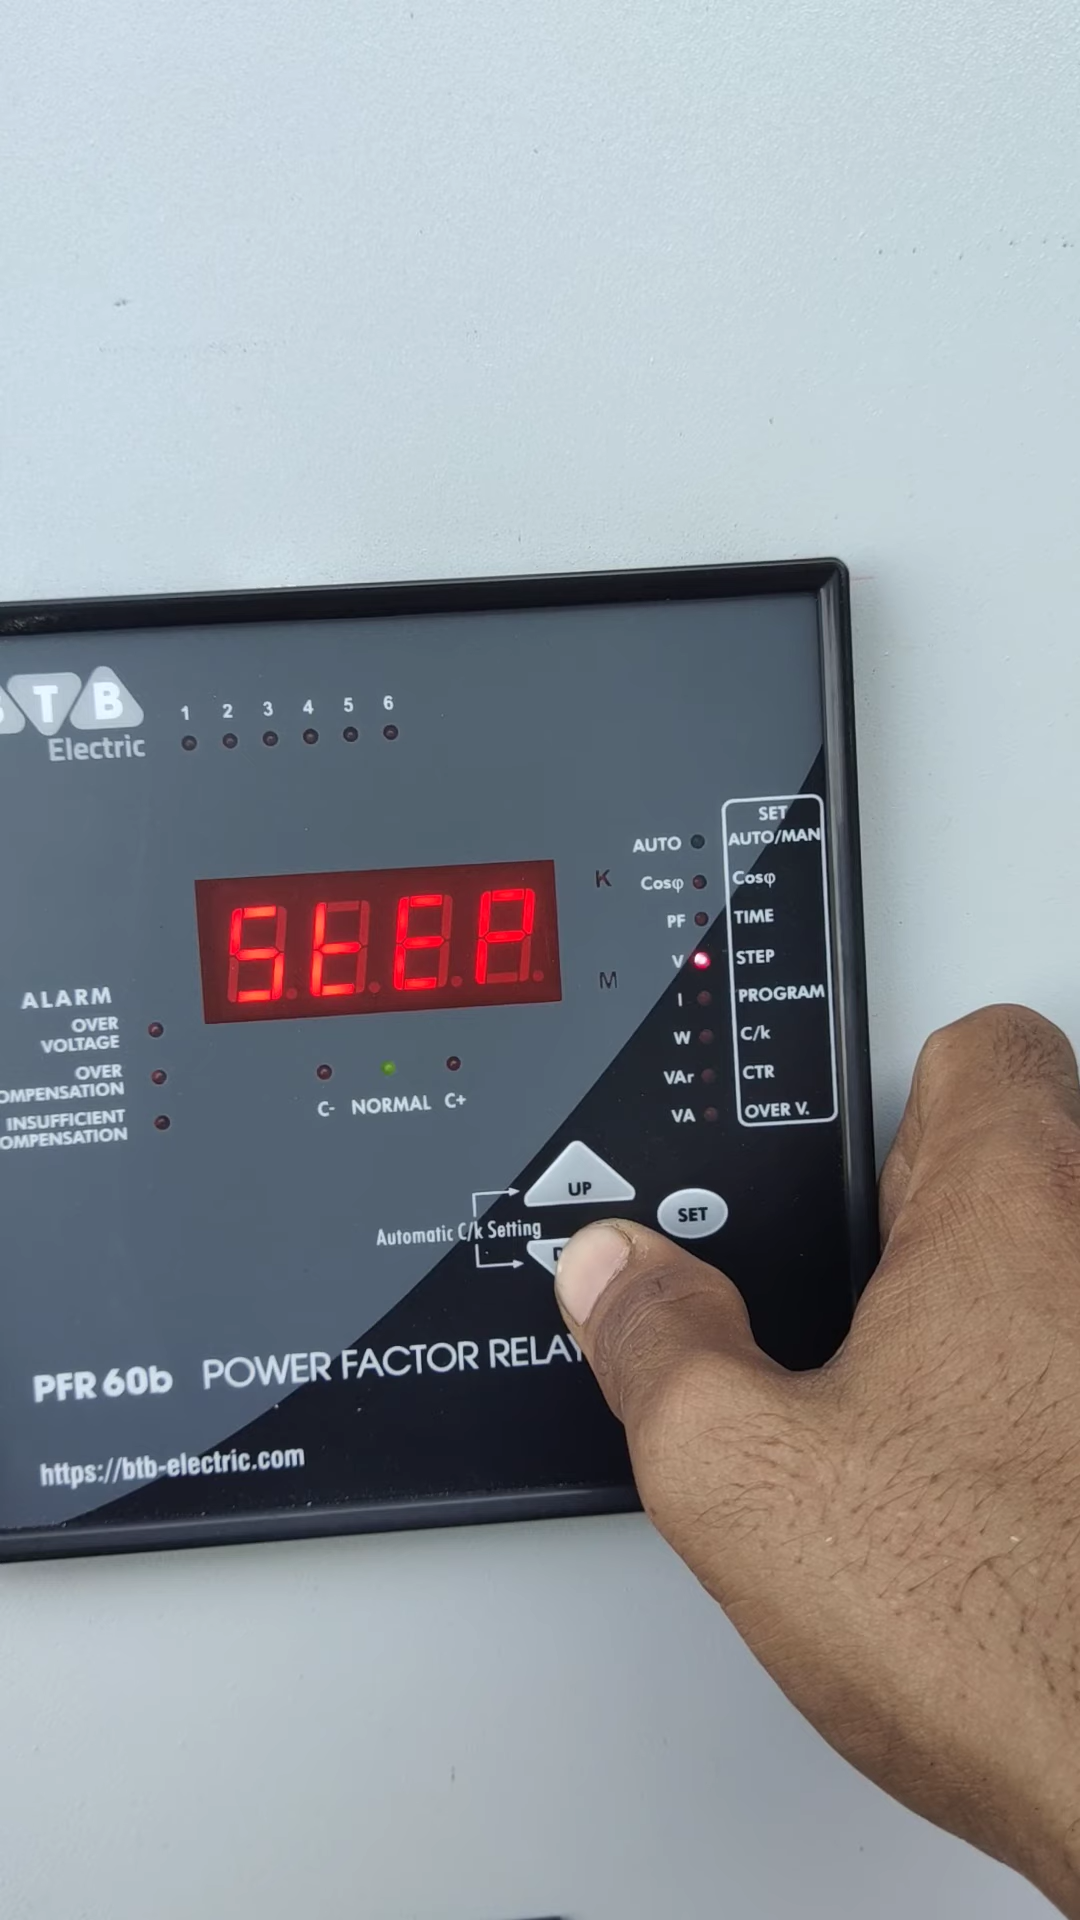 BTB
Electric
1 2 3 4 5 6
StEP
K
M
AUTO
Cosφ
PF
V
I
W
VAr
VA
SET
AUTO/MAN
Cosφ
TIME
STEP
PROGRAM
C/k
CTR
OVER V.
ALARM
OVER
VOLTAGE
OVER
OMPENSATION
INSUFFICIENT
OMPENSATION
C- NORMAL C+
UP
SET
Automatic C/k Setting
D
PFR 60b POWER FACTOR RELAY
https://btb-electric.com